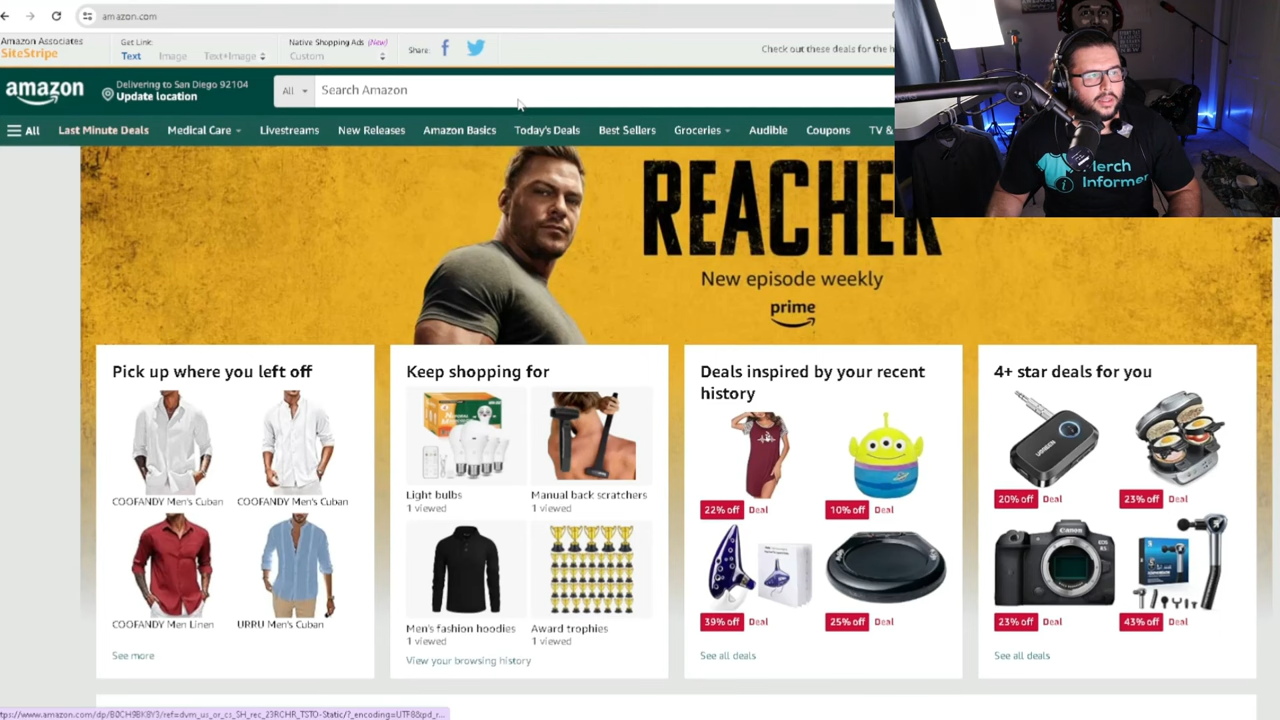 amazon.com
Amazon Associates
SiteStripe
Get Link:
Text Image Text+Image
Native Shopping Ads (New!)
Custom
Share:
Check out these deals for the h
amazon
Delivering to San Diego 92104
Update location
All
Search Amazon
All Last Minute Deals Medical Care Livestreams New Releases Amazon Basics Today's Deals Best Sellers Groceries Audible Coupons TV &
Merch
Informer
REACHER
New episode weekly
prime
Pick up where you left off
COOFANDY Men's Cuban
COOFANDY Men's Cuban
COOFANDY Men Linen
URRU Men's Cuban
See more
Keep shopping for
Light bulbs
1 viewed
Manual back scratchers
1 viewed
Men's fashion hoodies
1 viewed
Award trophies
1 viewed
View your browsing history
Deals inspired by your recent
history
22% off Deal
10% off Deal
39% off Deal
25% off Deal
See all deals
4+ star deals for you
UGREEN
20% off Deal
23% off Deal
Canon
EOS
23% off Deal
43% off Deal
See all deals